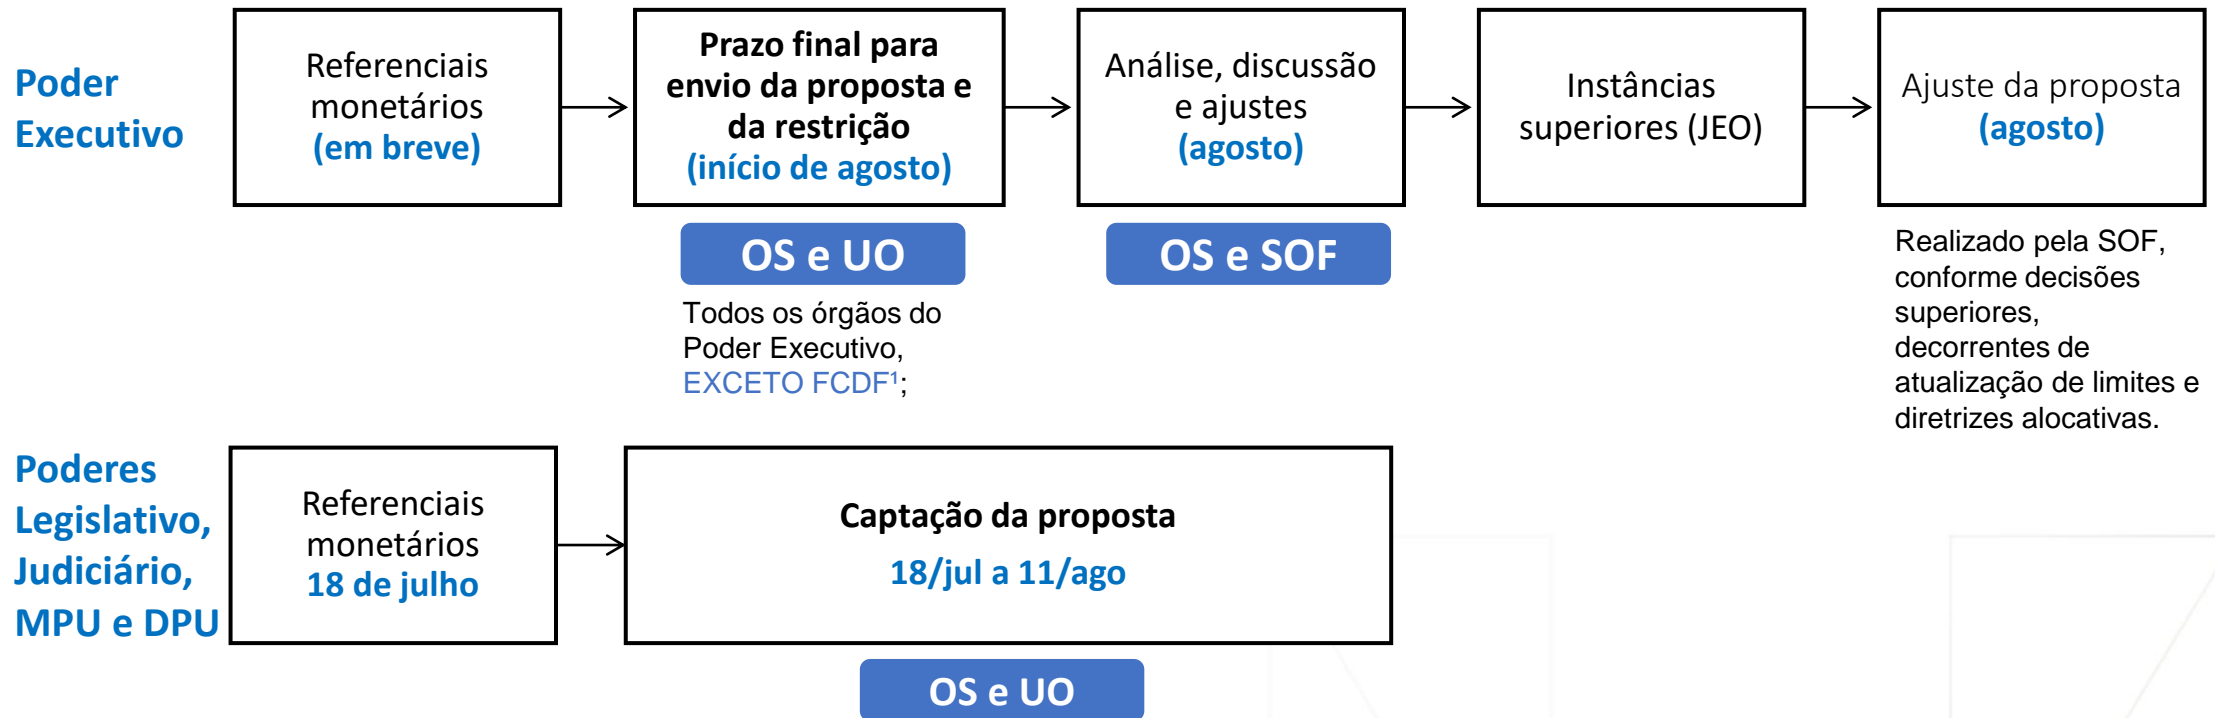 Poder
Executivo
Referenciais
monetários
(em breve)
Prazo final para
envio da proposta e
da restrição
(início de agosto)
Análise, discussão
e ajustes
(agosto)
Instâncias
superiores (JEO)
Ajuste da proposta
(agosto)
OS e UO
OS e SOF
Todos os órgãos do
Poder Executivo,
EXCETO FCDF¹;
Realizado pela SOF,
conforme decisões
superiores,
decorrentes de
atualização de limites e
diretrizes alocativas.
Poderes
Legislativo,
Judiciário,
MPU e DPU
Referenciais
monetários
18 de julho
Captação da proposta
18/jul a 11/ago
OS e UO